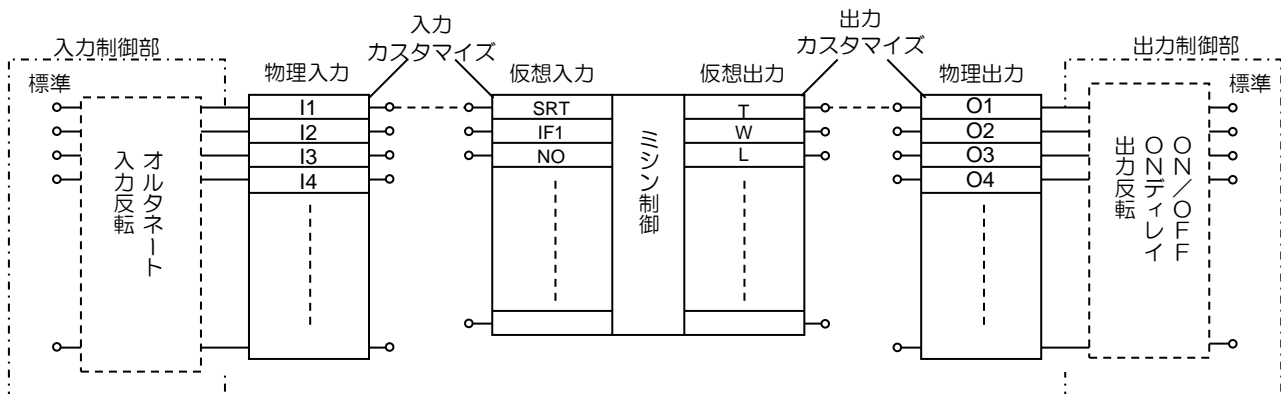 入力制御部
標準
オルタネート
入力反転
物理入力
I1
I2
I3
I4
入力
カスタマイズ
仮想入力
SRT
IF1
NO
ミシン制御
仮想出力
T
W
L
出力
カスタマイズ
物理出力
O1
O2
O3
O4
出力制御部
標準
ON/OFF
ONディレイ
出力反転